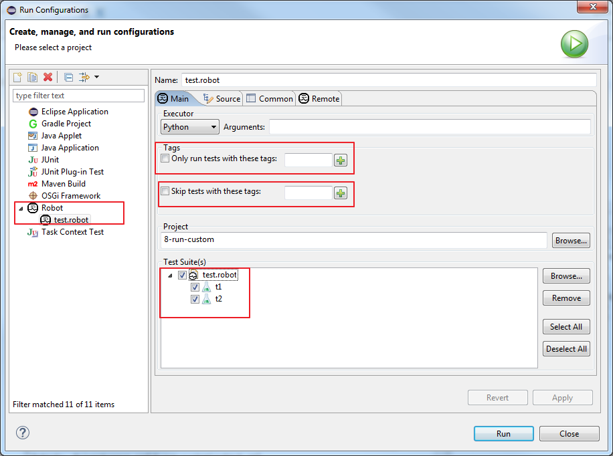 Run Configurations
Create, manage, and run configurations
Please select a project
type filter text
Eclipse Application
Gradle Project
Java Applet
Java Application
JUnit
JUnit Plug-in Test
Maven Build
OSGi Framework
Robot
test.robot
Task Context Test
Filter matched 11 of 11 items
Name: test.robot
Main Source Common Remote
Executor
Python Arguments:
Tags
Only run tests with these tags:
Skip tests with these tags:
Project
8-run-custom Browse...
Test Suite(s)
test.robot Browse...
t1
t2 Remove
Select All
Deselect All
Revert Apply
Run Close